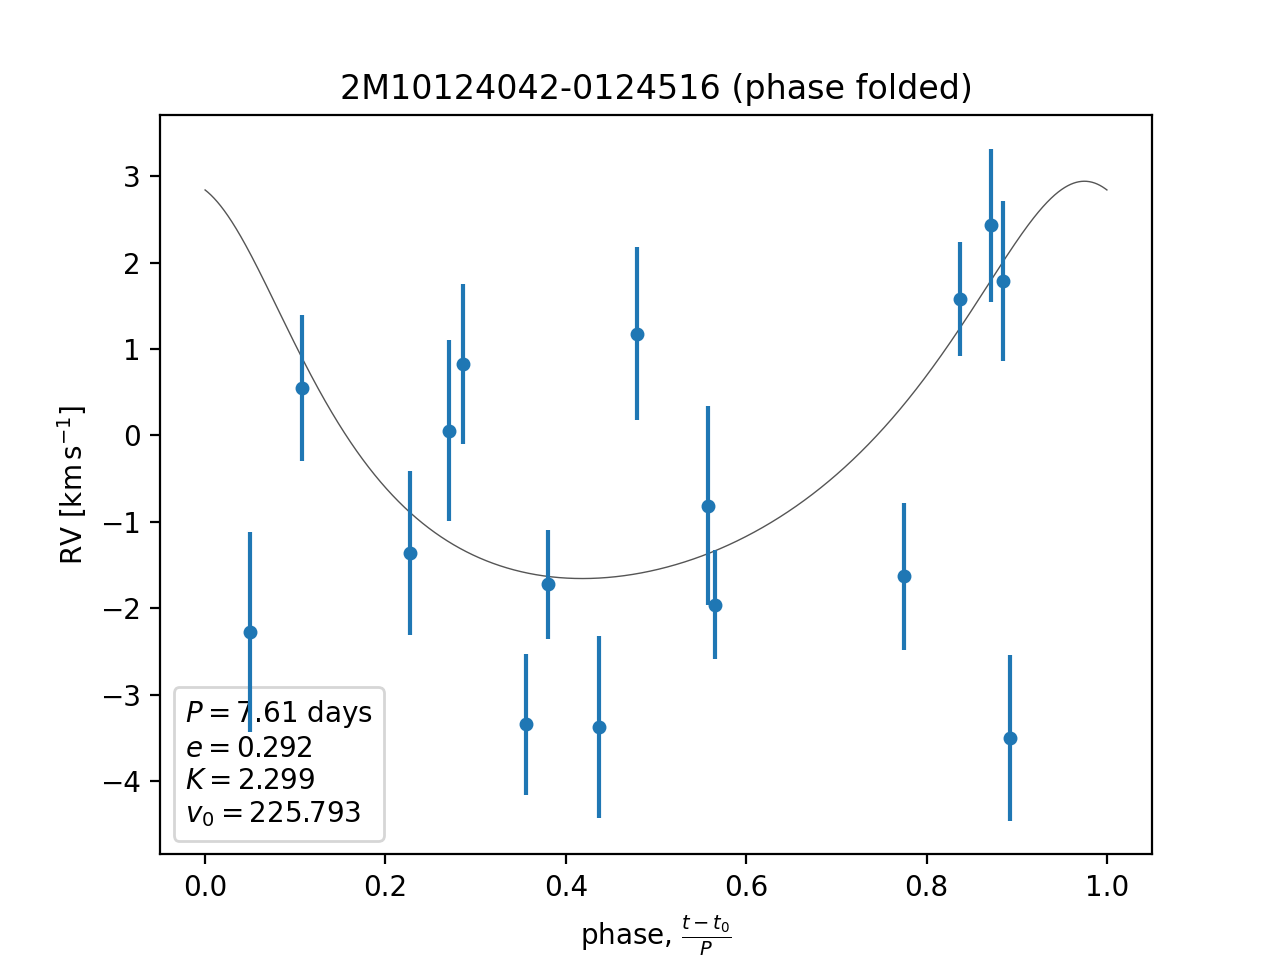 2M10124042-0124516 (phase folded)
3
2
1
0
−1
−2
−3
−4
RV [km s⁻¹]
P = 7.61 days
e = 0.292
K = 2.299
v₀ = 225.793
0.0 0.2 0.4 0.6 0.8 1.0
phase, (t − t₀)/P